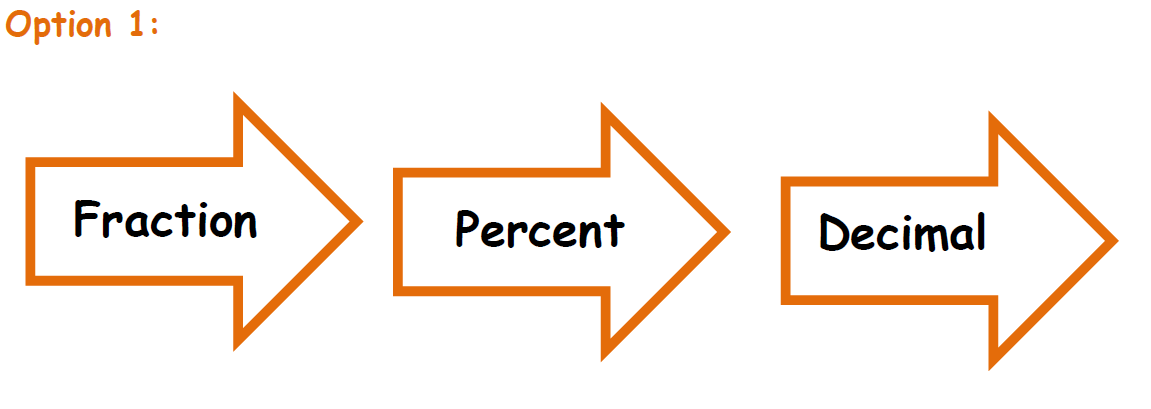 Option 1:
Fraction
Percent
Decimal